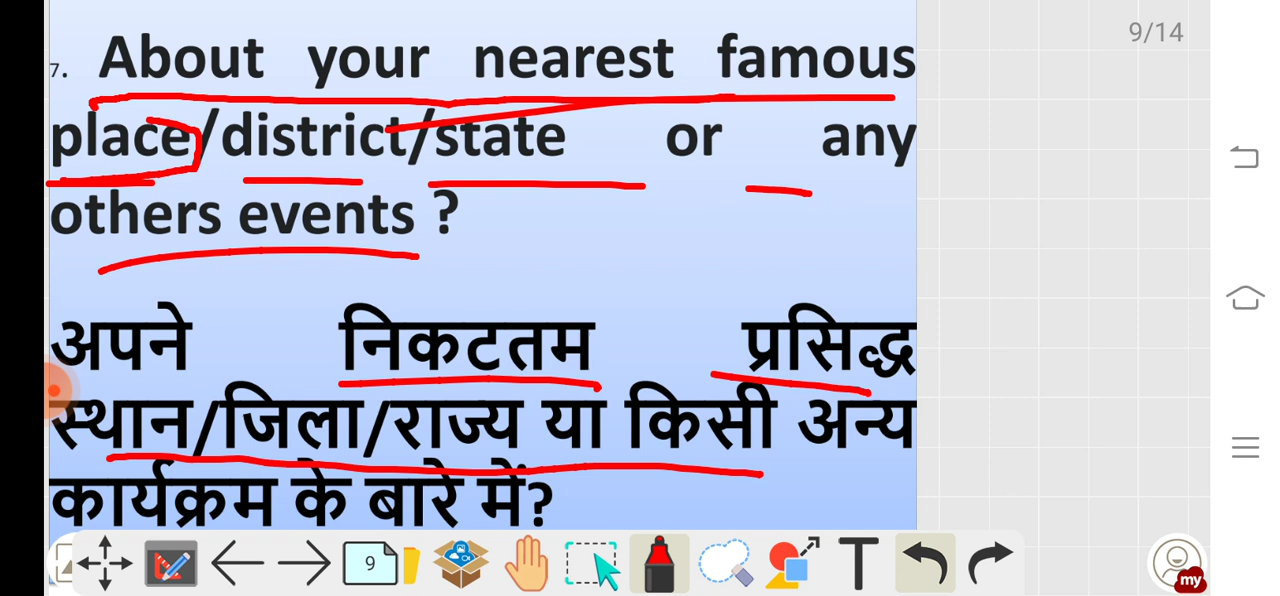 9/14
7. About your nearest famous
place/district/state or any
others events ?
अपने निकटतम प्रसिद्ध
स्थान/जिला/राज्य या किसी अन्य
कार्यक्रम के बारे में?
9
T
my